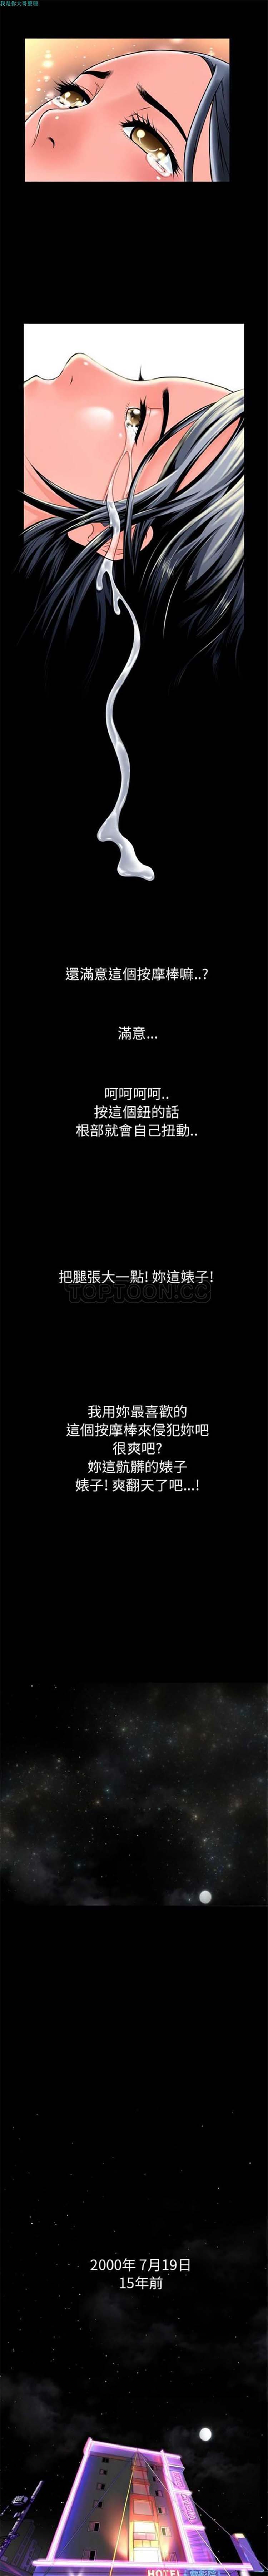 我是你大哥整理
還滿意這個按摩棒嘛..?
滿意...
呵呵呵呵..
按這個鈕的話
根部就會自己扭動..
把腿張大一點! 妳這婊子!
TOPTOON.CC
我用妳最喜歡的
這個按摩棒來侵犯妳吧
很爽吧?
妳這骯髒的婊子
婊子! 爽翻天了吧...!
2000年 7月19日
15年前
HOTEL